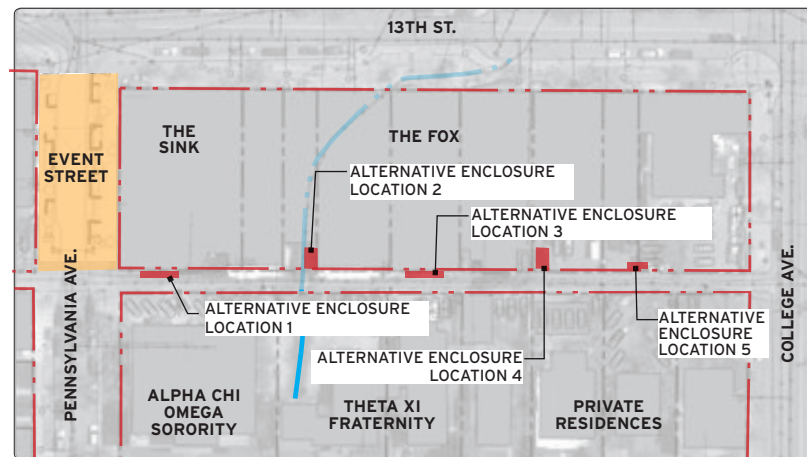 13TH ST.
THE
SINK
THE FOX
EVENT
STREET
ALTERNATIVE ENCLOSURE
LOCATION 2
ALTERNATIVE ENCLOSURE
LOCATION 3
PENNSYLVANIA AVE.
COLLEGE AVE.
ALTERNATIVE ENCLOSURE
LOCATION 1
ALTERNATIVE
ENCLOSURE
LOCATION 5
ALTERNATIVE ENCLOSURE
LOCATION 4
ALPHA CHI
OMEGA
SORORITY
THETA XI
FRATERNITY
PRIVATE
RESIDENCES